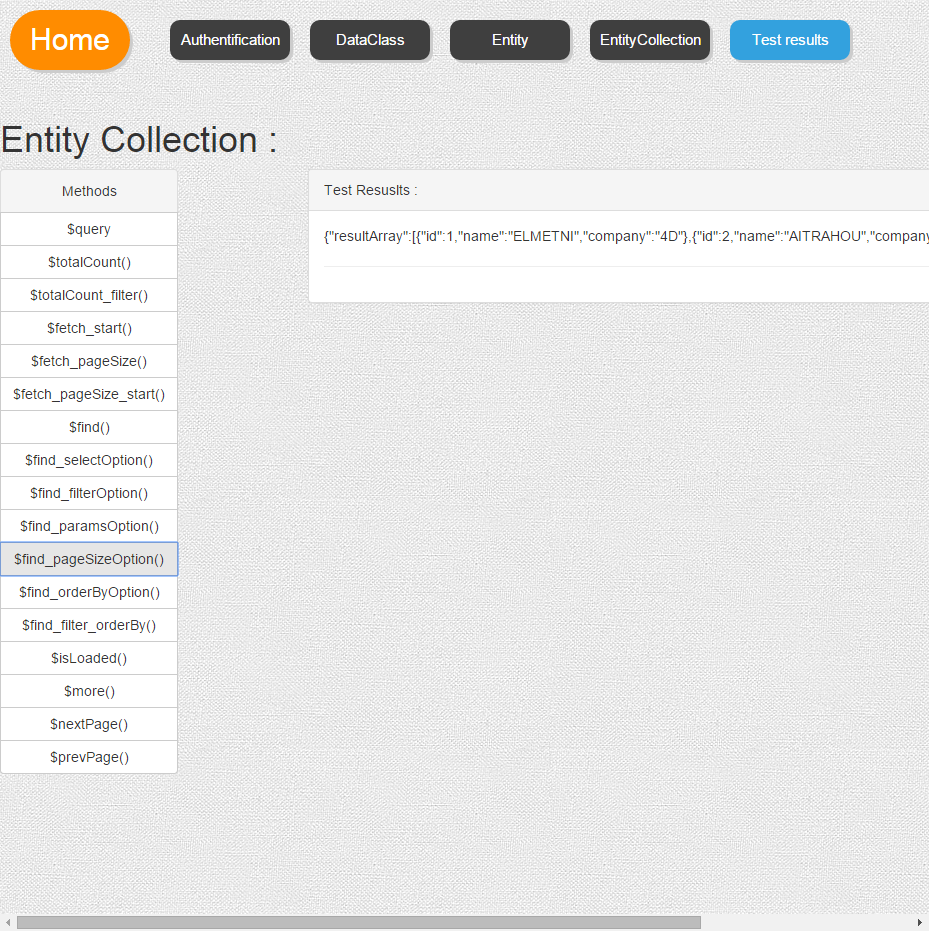 Home
Authentification
DataClass
Entity
EntityCollection
Test results
Entity Collection :
Methods
$query
$totalCount()
$totalCount_filter()
$fetch_start()
$fetch_pageSize()
$fetch_pageSize_start()
$find()
$find_selectOption()
$find_filterOption()
$find_paramsOption()
$find_pageSizeOption()
$find_orderByOption()
$find_filter_orderBy()
$isLoaded()
$more()
$nextPage()
$prevPage()
Test Resuslts :
{"resultArray":[{"id":1,"name":"ELMETNI","company":"4D"},{"id":2,"name":"AITRAHOU","company